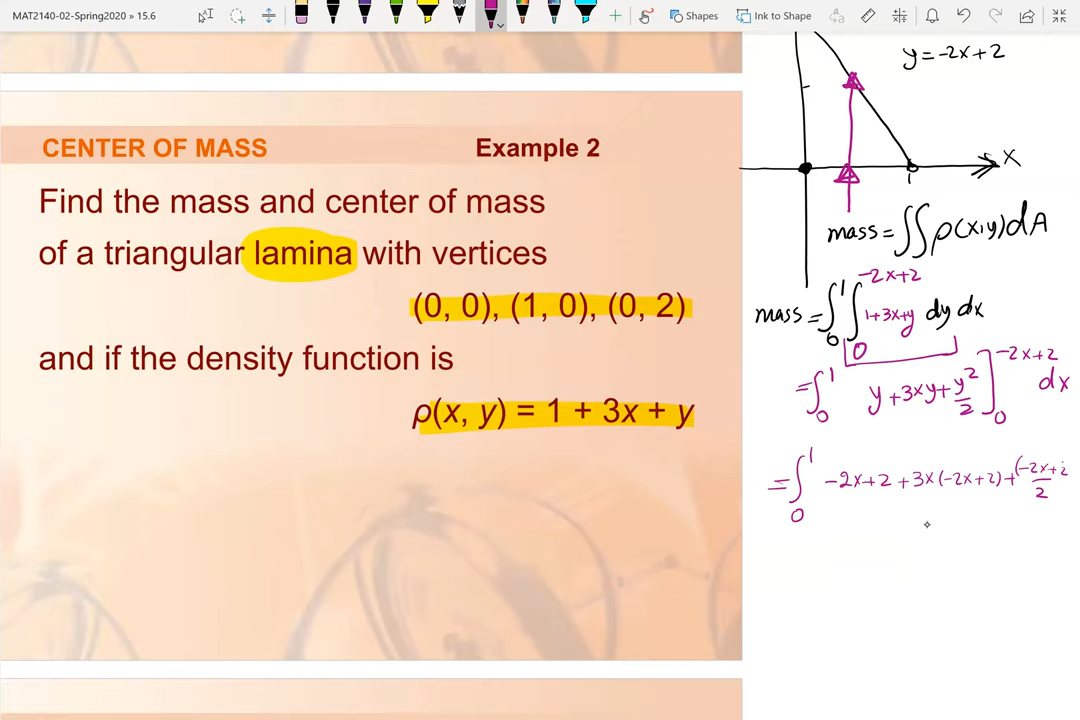 MAT2140-02-Spring2020 » 15.6
Shapes
Ink to Shape
CENTER OF MASS
Example 2
Find the mass and center of mass
of a triangular lamina with vertices
(0, 0), (1, 0), (0, 2)
and if the density function is
ρ(x, y) = 1 + 3x + y
y = -2x + 2
x
1
mass = ∬ρ(x,y)dA
mass = ∫₀¹ ∫₀^(-2x+2) 1+3x+y dy dx
= ∫₀¹ y + 3xy + y²/2 ]₀^(-2x+2) dx
= ∫₀¹ -2x+2 + 3x(-2x+2) + (-2x+2/2